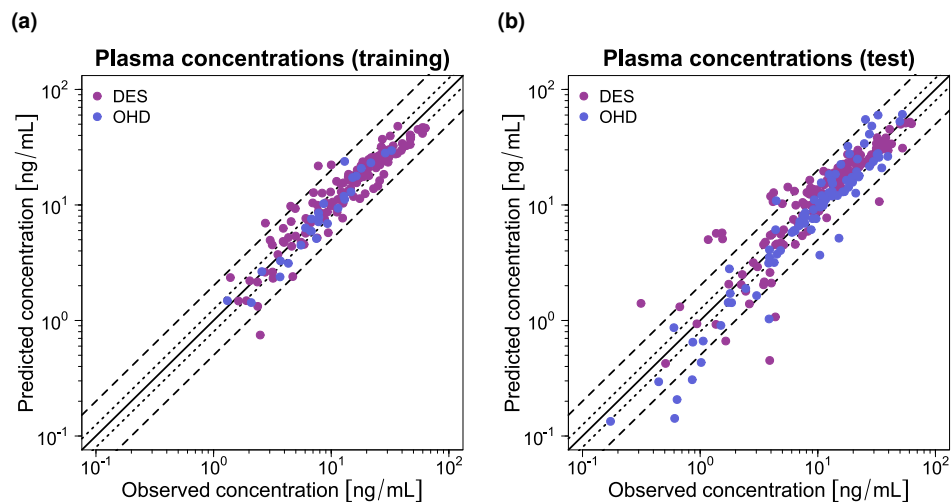 (a)
Plasma concentrations (training)
DES
OHD
10²
10¹
10⁰
10⁻¹
Predicted concentration [ng/mL]
10⁻¹ 10⁰ 10¹ 10²
Observed concentration [ng/mL]
(b)
Plasma concentrations (test)
DES
OHD
10²
10¹
10⁰
10⁻¹
Predicted concentration [ng/mL]
10⁻¹ 10⁰ 10¹ 10²
Observed concentration [ng/mL]